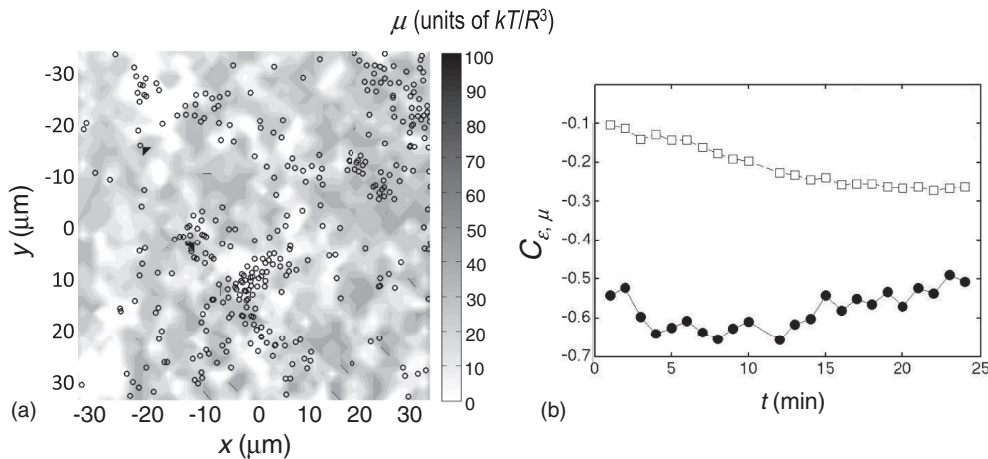 μ (units of kT/R³)
-30
-20
-10
0
10
20
30
y (μm)
-30 -20 -10 0 10 20 30
x (μm)
(a)
100
90
80
70
60
50
40
30
20
10
0
-0.1
-0.2
-0.3
-0.4
-0.5
-0.6
-0.7
C ε, μ
0 5 10 15 20 25
t (min)
(b)